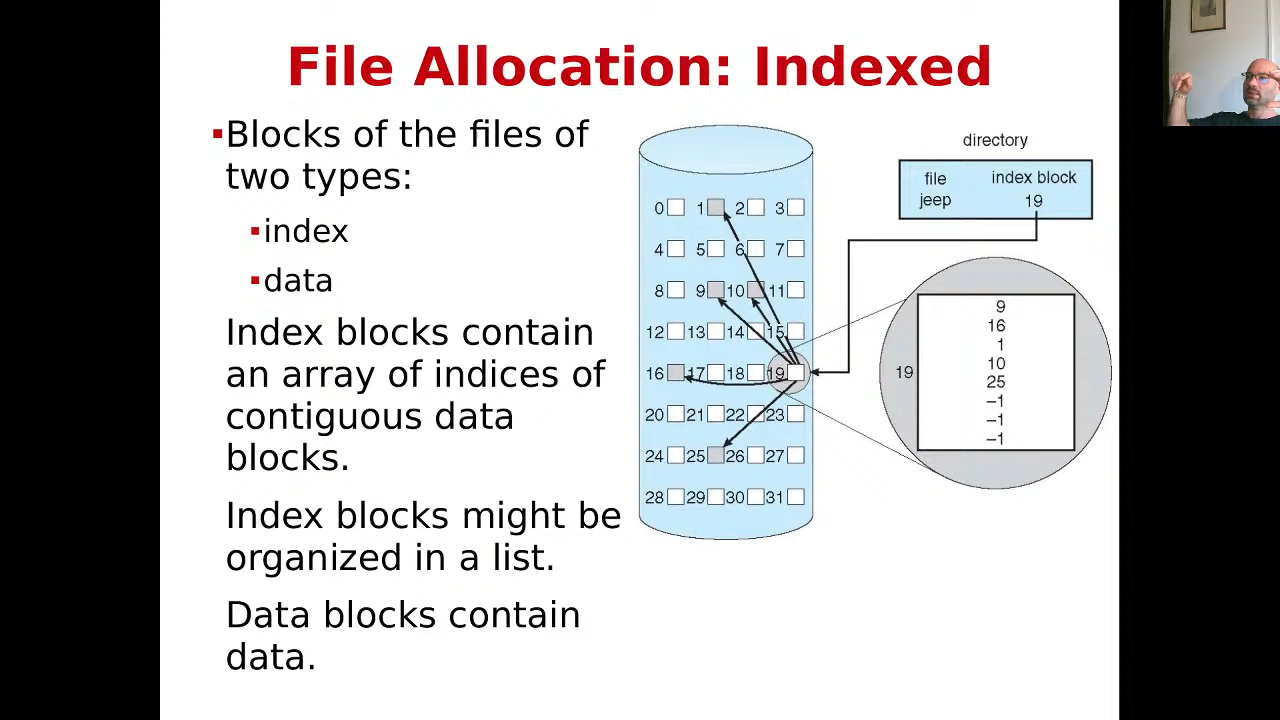 File Allocation: Indexed
▪Blocks of the files of
two types:
▪index
▪data
Index blocks contain
an array of indices of
contiguous data
blocks.
Index blocks might be
organized in a list.
Data blocks contain
data.
directory
file index block
jeep 19
0 1 2 3
4 5 6 7
8 9 10 11
12 13 14 15
16 17 18 19
20 21 22 23
24 25 26 27
28 29 30 31
19
9
16
1
10
25
–1
–1
–1